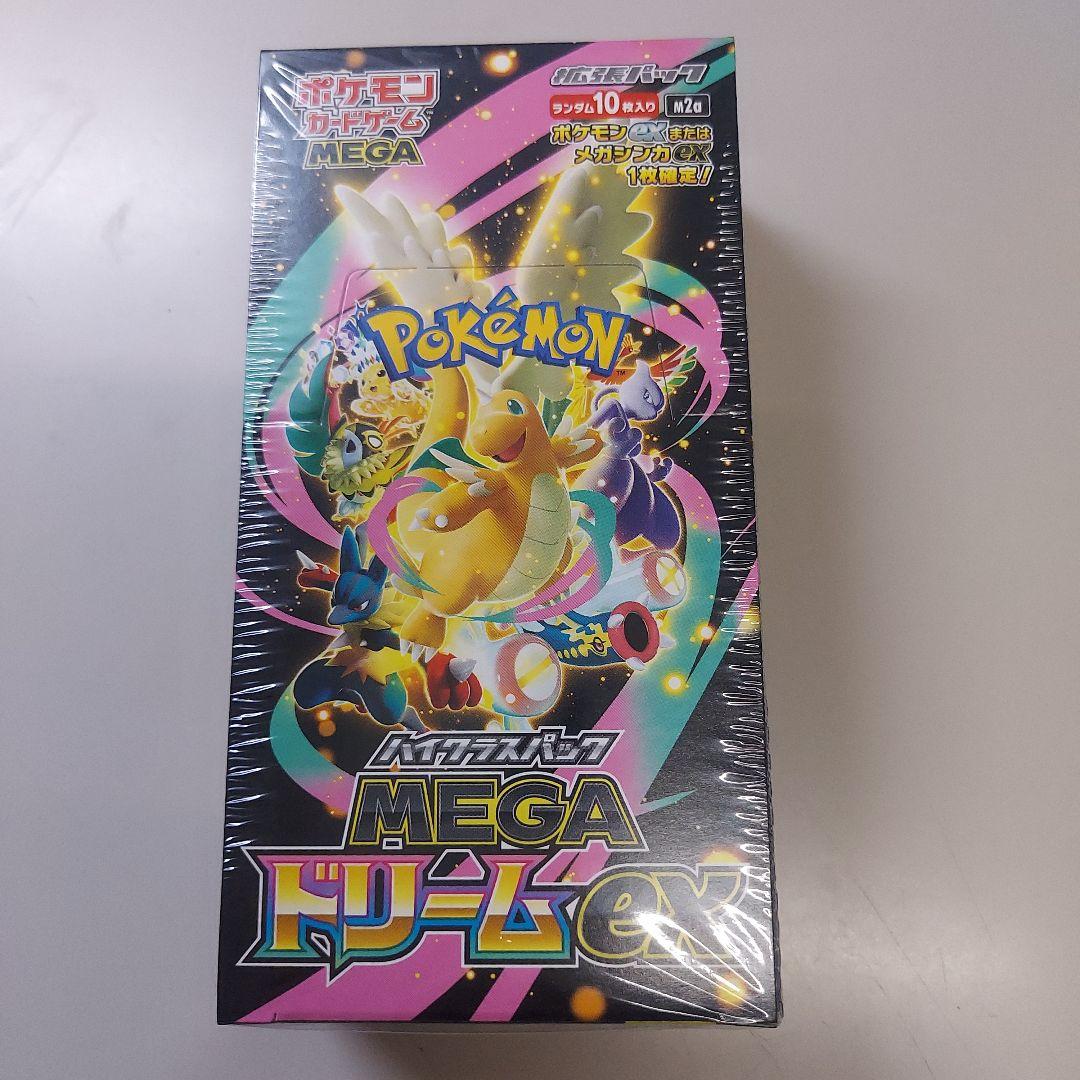 ポケモン
カードゲーム
MEGA
拡張パック
ランダム10枚入り M2a
ポケモンexまたは
メガシンカex
1枚確定!
POKéMON
TM
ハイクラスパック
MEGA
ドリームex